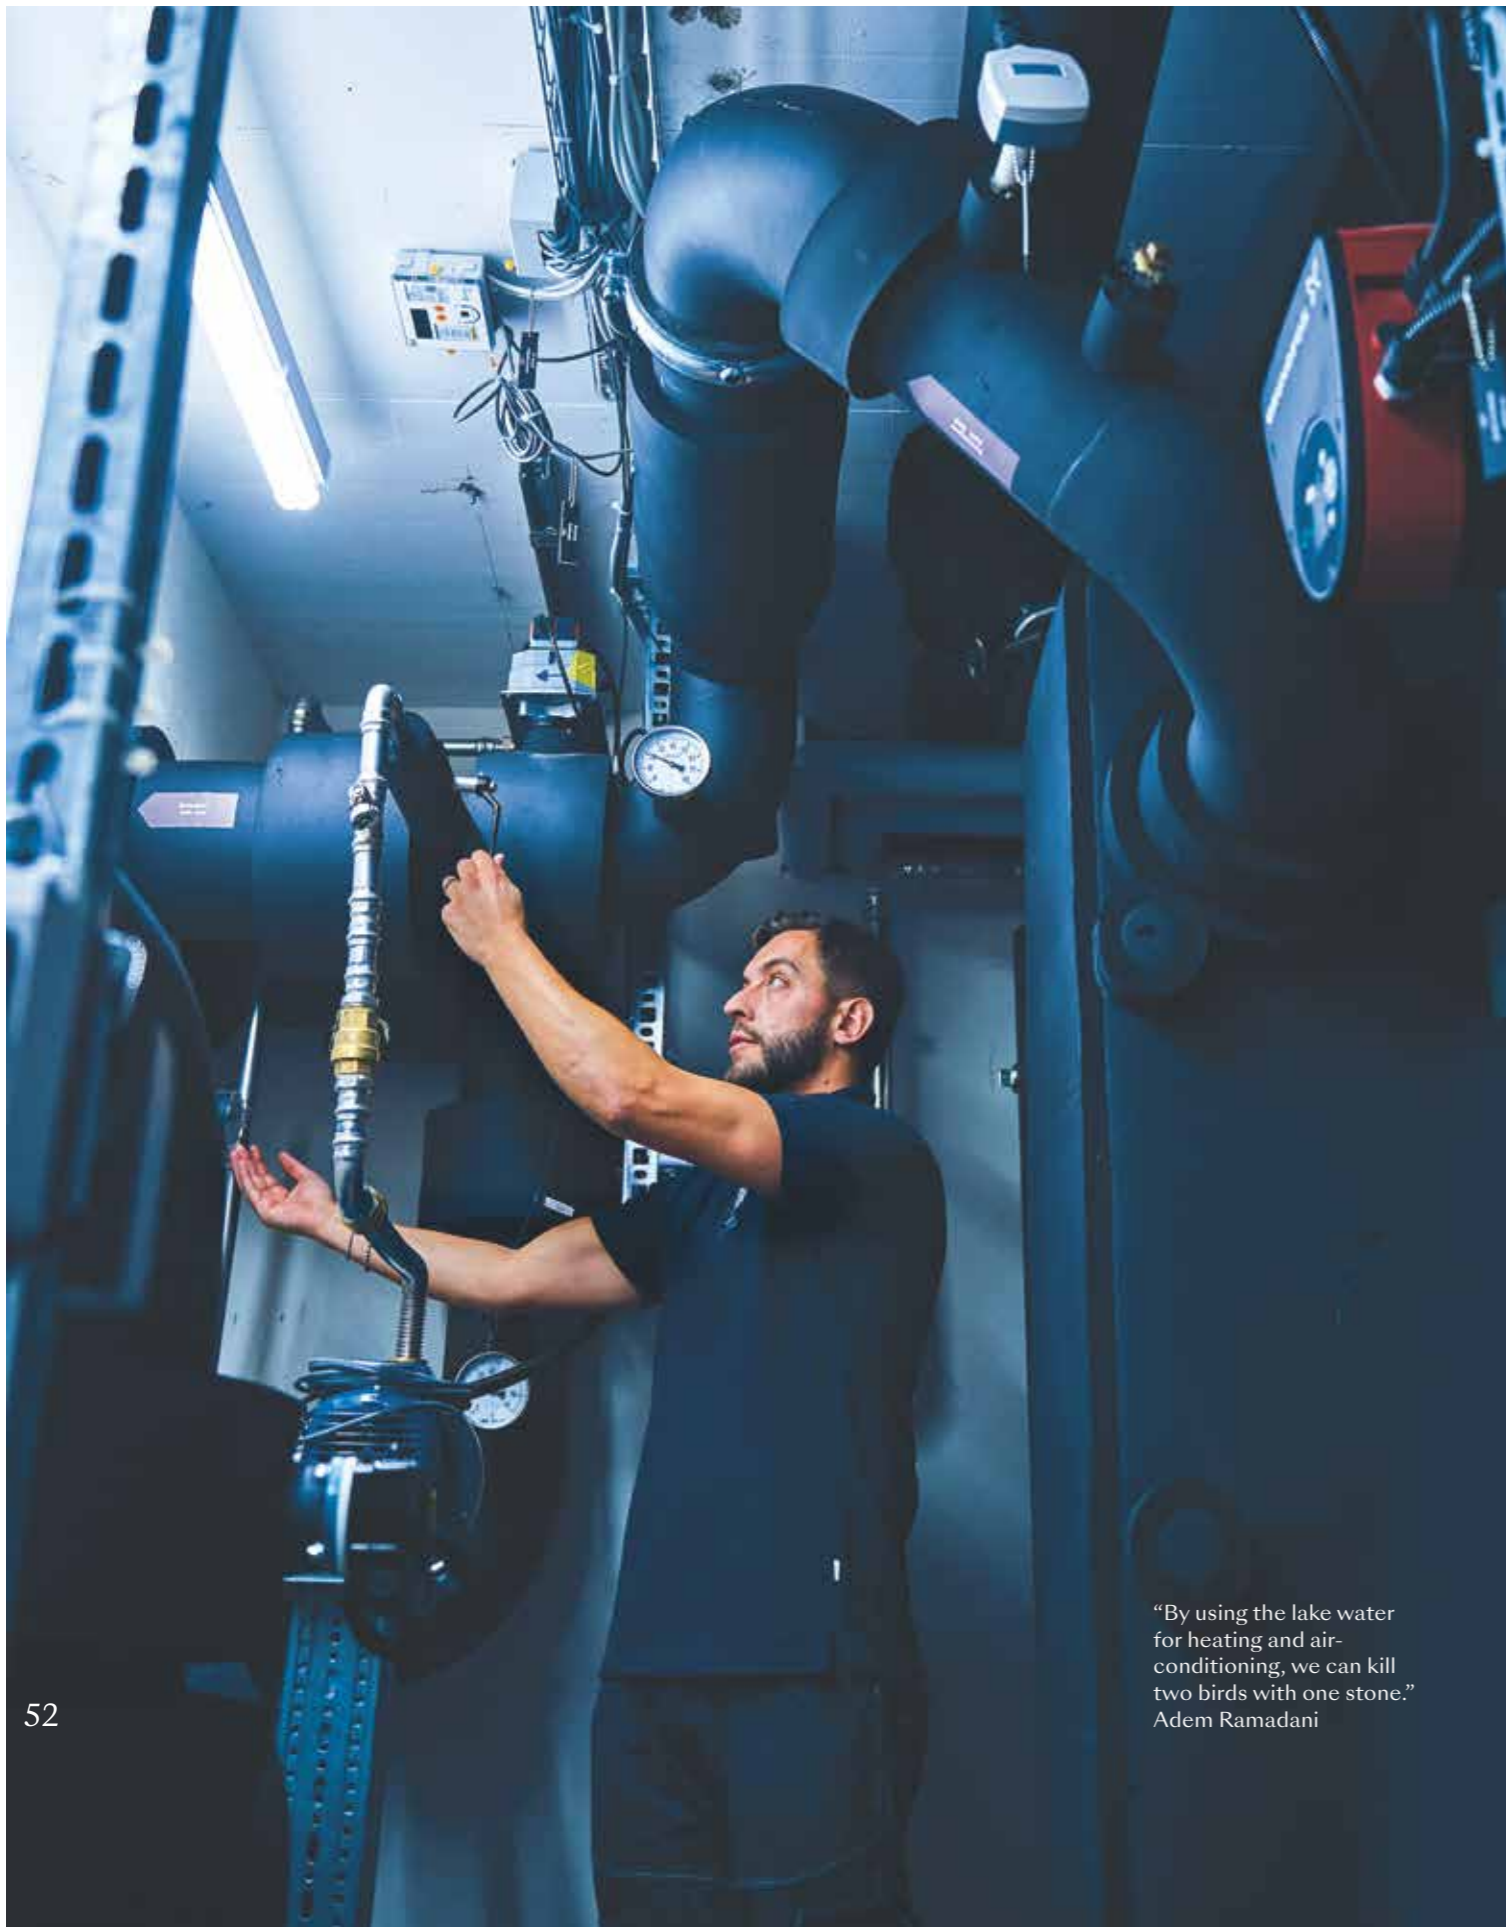 “By using the lake water
for heating and air-
conditioning, we can kill
two birds with one stone.”
Adem Ramadani
52